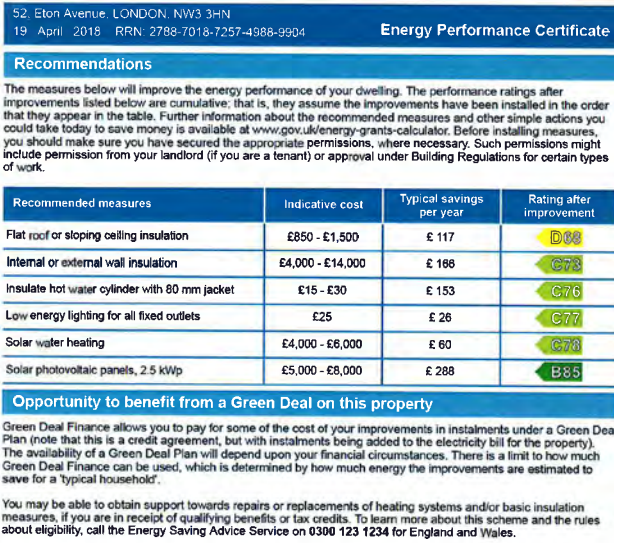 52, Eton Avenue, LONDON, NW3 3HN
19 April 2018 RRN: 2788-7018-7257-4988-9904 Energy Performance Certificate
Recommendations
The measures below will improve the energy performance of your dwelling. The performance ratings after
improvements listed below are cumulative; that is, they assume the improvements have been installed in the order
that they appear in the table. Further information about the recommended measures and other simple actions you
could take today to save money is available at www.gov.uk/energy-grants-calculator. Before installing measures,
you should make sure you have secured the appropriate permissions, where necessary. Such permissions might
include permission from your landlord (if you are a tenant) or approval under Building Regulations for certain types
of work.
Recommended measures Indicative cost Typical savings per year Rating after improvement
Flat roof or sloping ceiling insulation £850 - £1,500 £ 117 D68
Internal or external wall insulation £4,000 - £14,000 £ 166 C73
Insulate hot water cylinder with 80 mm jacket £15 - £30 £ 153 C76
Low energy lighting for all fixed outlets £25 £ 26 C77
Solar water heating £4,000 - £6,000 £ 60 C78
Solar photovoltaic panels, 2.5 kWp £5,000 - £8,000 £ 288 B85
Opportunity to benefit from a Green Deal on this property
Green Deal Finance allows you to pay for some of the cost of your improvements in instalments under a Green Dea
Plan (note that this is a credit agreement, but with instalments being added to the electricity bill for the property).
The availability of a Green Deal Plan will depend upon your financial circumstances. There is a limit to how much
Green Deal Finance can be used, which is determined by how much energy the improvements are estimated to
save for a 'typical household'.
You may be able to obtain support towards repairs or replacements of heating systems and/or basic insulation
measures, if you are in receipt of qualifying benefits or tax credits. To learn more about this scheme and the rules
about eligibility, call the Energy Saving Advice Service on 0300 123 1234 for England and Wales.